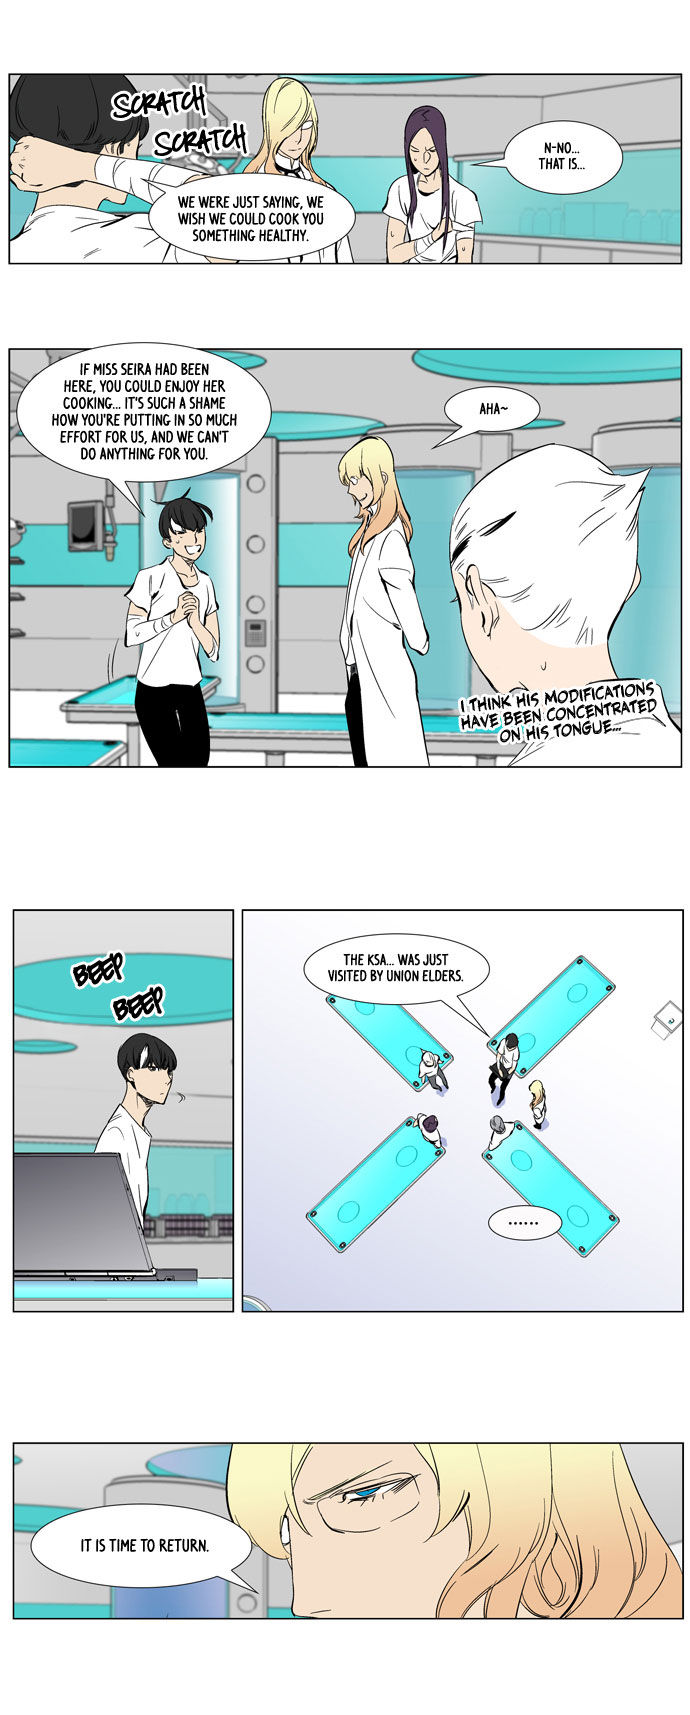 SCRATCH
SCRATCH
N-NO...
THAT IS...
WE WERE JUST SAYING, WE
WISH WE COULD COOK YOU
SOMETHING HEALTHY.
IF MISS SEIRA HAD BEEN
HERE, YOU COULD ENJOY HER
COOKING... IT'S SUCH A SHAME
HOW YOU'RE PUTTING IN SO MUCH
EFFORT FOR US, AND WE CAN'T
DO ANYTHING FOR YOU.
AHA~
I THINK HIS MODIFICATIONS
HAVE BEEN CONCENTRATED
ON HIS TONGUE...
BEEP
BEEP
THE KSA... WAS JUST
VISITED BY UNION ELDERS.
......
IT IS TIME TO RETURN.